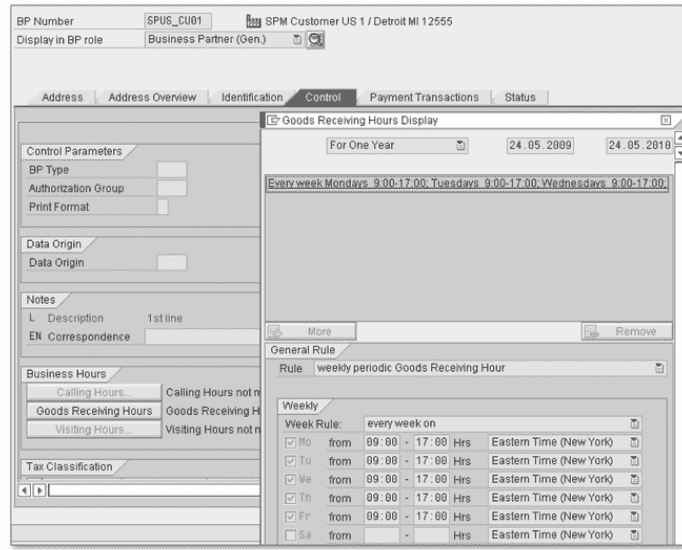 BP Number SPUS_CU01 SPM Customer US 1 / Detroit MI 12555
Display in BP role Business Partner (Gen.)
Address Address Overview Identification Control Payment Transactions Status
Goods Receiving Hours Display
For One Year 24.05.2009 24.05.2010
Control Parameters
BP Type
Authorization Group
Print Format
Every week Mondays 9:00-17:00; Tuesdays 9:00-17:00; Wednesdays 9:00-17:00;
Data Origin
Data Origin
Notes
L Description 1st line
EN Correspondence
More Remove
General Rule
Rule weekly periodic Goods Receiving Hour
Business Hours
Calling Hours... Calling Hours not m
Goods Receiving Hours Goods Receiving H
Visiting Hours... Visiting Hours not m
Tax Classification
Weekly
Week Rule: every week on
Mo from 09:00 - 17:00 Hrs Eastern Time (New York)
Tu from 09:00 - 17:00 Hrs Eastern Time (New York)
We from 09:00 - 17:00 Hrs Eastern Time (New York)
Th from 09:00 - 17:00 Hrs Eastern Time (New York)
Fr from 09:00 - 17:00 Hrs Eastern Time (New York)
Sa from - Hrs Eastern Time (New York)